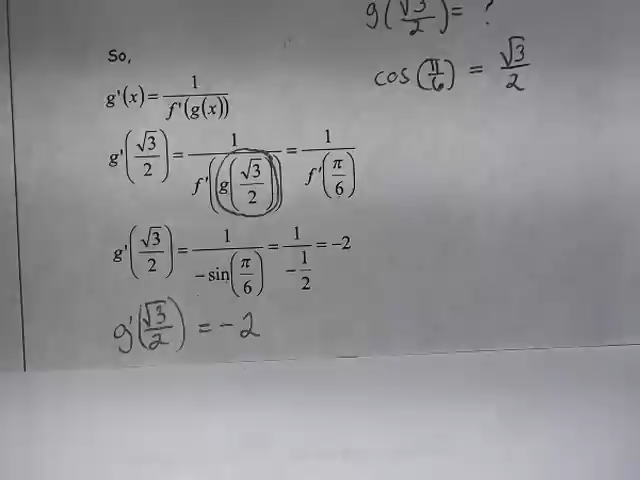 g(√3/2) = ?
cos(π/6) = √3/2
So,
g'(x) = 1/f'(g(x))
g'(√3/2) = 1/f'(g(√3/2)) = 1/f'(π/6)
g'(√3/2) = 1/-sin(π/6) = 1/-1/2 = -2
g'(√3/2) = -2